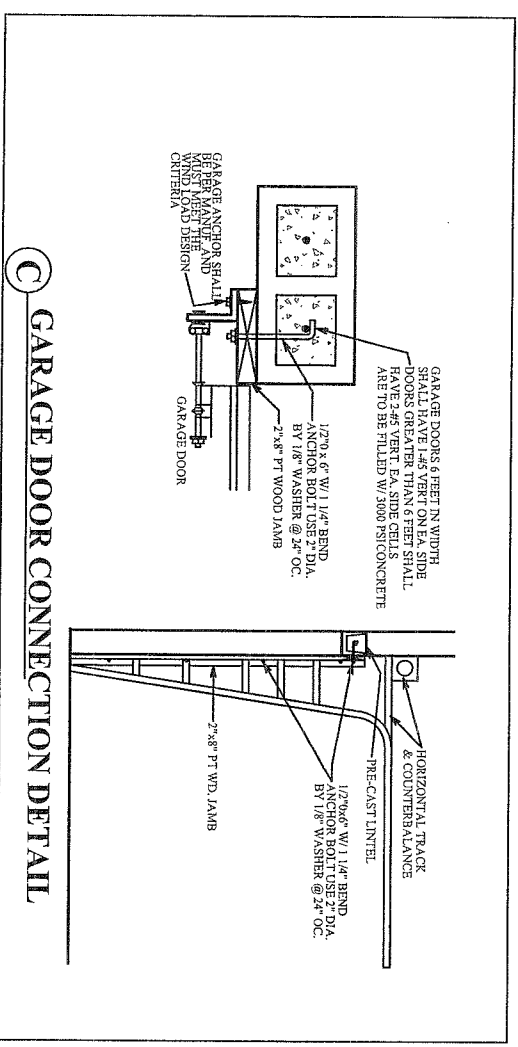 GARAGE DOORS 6 FEET IN WIDTH
SHALL HAVE 1-#5 VERT ON EA. SIDE
DOORS GREATER THAN 6 FEET SHALL
HAVE 2-#5 VERT. EA. SIDE CELLS
ARE TO BE FILLED W/ 3000 PSI CONCRETE
1/2"0 x 6" W/ 1 1/4" BEND
ANCHOR BOLT USE 2" DIA.
BY 1/8" WASHER @ 24" OC.
2"x8" PT WOOD JAMB
GARAGE ANCHOR SHALL
BE PER MANUF. AND
MUST MEET THE
WIND LOAD DESIGN
CRITERIA
GARAGE DOOR
HORIZONTAL TRACK
& COUNTERBALANCE
PRE-CAST LINTEL
1/2"0x6" W/ 1 1/4" BEND
ANCHOR BOLT USE 2" DIA.
BY 1/8" WASHER @ 24" OC.
2"x8" PT WD. JAMB
C GARAGE DOOR CONNECTION DETAIL